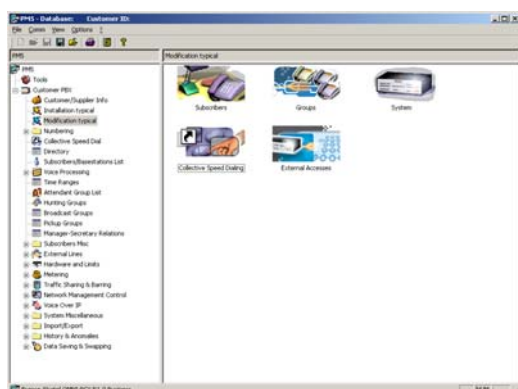 PMS - Database: Customer ID:
File Comm View Options ?
PMS
Modification typical
PMS
Tools
Customer PBX
Customer/Supplier Info
Installation typical
Modification typical
Numbering
Collective Speed Dial
Directory
Subscribers/Basestations List
Voice Processing
Time Ranges
Attendant Group List
Hunting Groups
Broadcast Groups
Pickup Groups
Manager-Secretary Relations
Subscribers Misc
External Lines
Hardware and Limits
Metering
Traffic Sharing & Barring
Network Management Control
Voice Over IP
System Miscellaneous
Import/Export
History & Anomalies
Data Saving & Swapping
Subscribers
Groups
System
Collective Speed Dialing
External Accesses